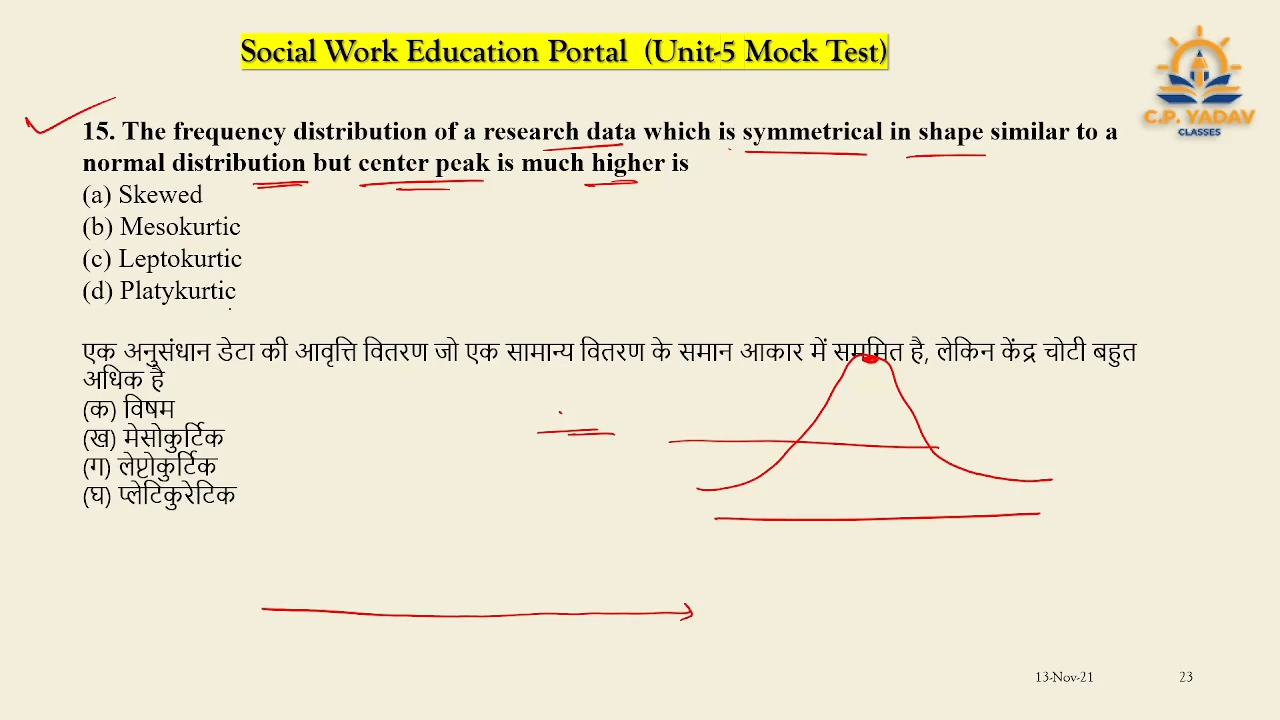 Social Work Education Portal (Unit-5 Mock Test)
C.P. YADAV
CLASSES
15. The frequency distribution of a research data which is symmetrical in shape similar to a
normal distribution but center peak is much higher is
(a) Skewed
(b) Mesokurtic
(c) Leptokurtic
(d) Platykurtic
एक अनुसंधान डेटा की आवृत्ति वितरण जो एक सामान्य वितरण के समान आकार में सममित है, लेकिन केंद्र चोटी बहुत
अधिक है
(क) विषम
(ख) मेसोकुर्टिक
(ग) लेप्टोकुर्टिक
(घ) प्लेटिकुरेटिक
13-Nov-21
23